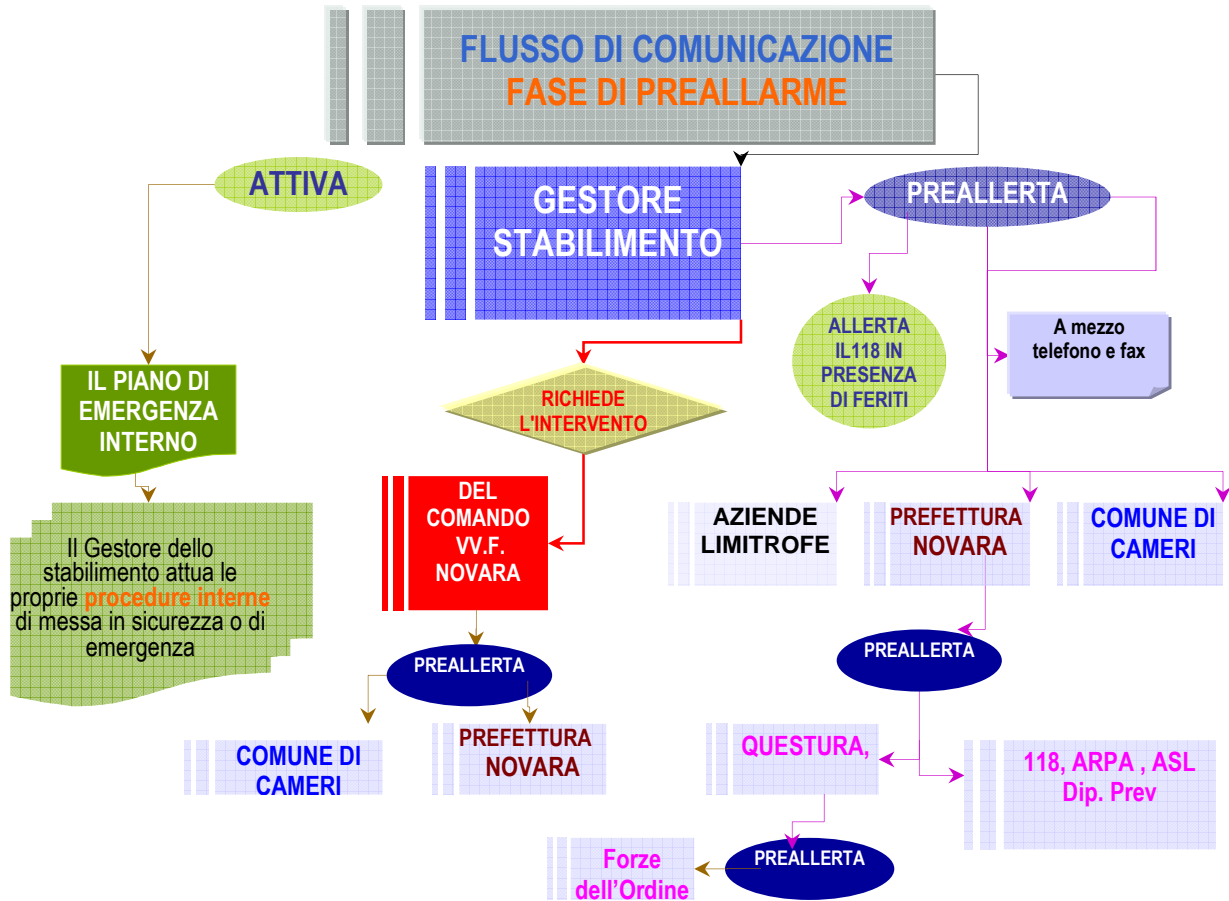 FLUSSO DI COMUNICAZIONE
FASE DI PREALLARME
ATTIVA
GESTORE
STABILIMENTO
PREALLERTA
ALLERTA
IL118 IN
PRESENZA
DI FERITI
A mezzo
telefono e fax
IL PIANO DI
EMERGENZA
INTERNO
RICHIEDE
L'INTERVENTO
DEL
COMANDO
VV.F.
NOVARA
AZIENDE
LIMITROFE
PREFETTURA
NOVARA
COMUNE DI
CAMERI
Il Gestore dello
stabilimento attua le
proprie procedure interne
di messa in sicurezza o di
emergenza
PREALLERTA
PREALLERTA
COMUNE DI
CAMERI
PREFETTURA
NOVARA
QUESTURA,
118, ARPA , ASL
Dip. Prev
PREALLERTA
Forze
dell’Ordine